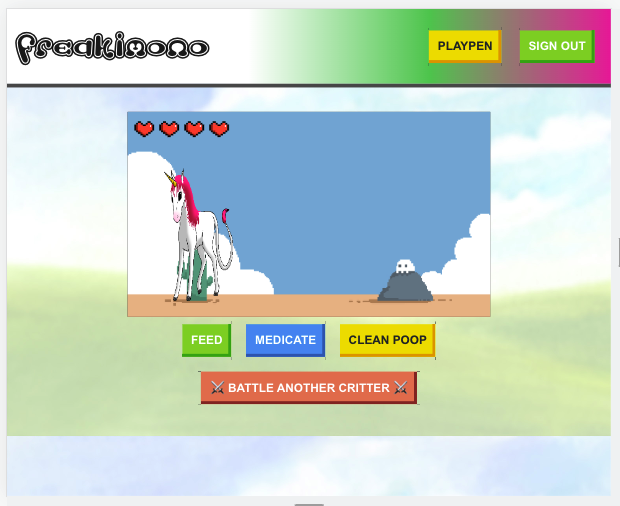 Freakimono
PLAYPEN
SIGN OUT
FEED
MEDICATE
CLEAN POOP
⚔ BATTLE ANOTHER CRITTER ⚔